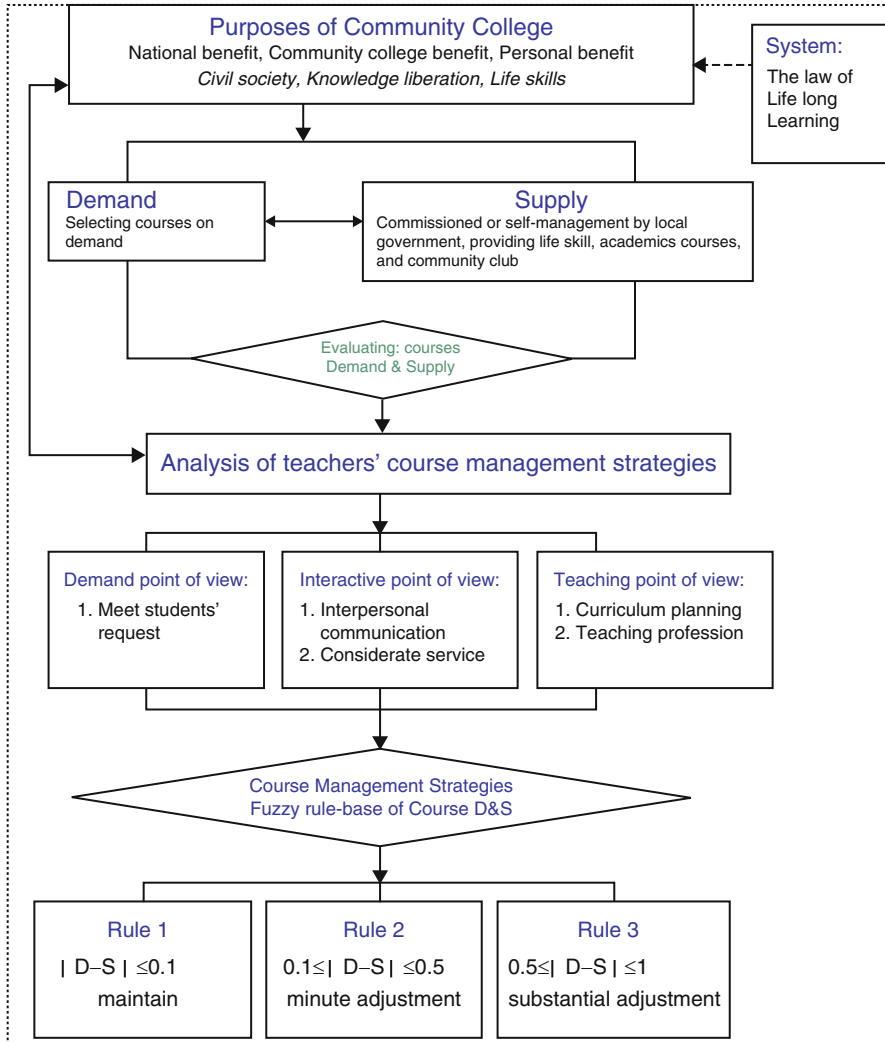 Purposes of Community College
National benefit, Community college benefit, Personal benefit
Civil society, Knowledge liberation, Life skills
System:
The law of
Life long
Learning
Demand
Selecting courses on
demand
Supply
Commissioned or self-management by local
government, providing life skill, academics courses,
and community club
Evaluating: courses
Demand & Supply
Analysis of teachers’ course management strategies
Demand point of view:
1. Meet students’
request
Interactive point of view:
1. Interpersonal
communication
2. Considerate service
Teaching point of view:
1. Curriculum planning
2. Teaching profession
Course Management Strategies
Fuzzy rule-base of Course D&S
Rule 1
| D–S | ≤0.1
maintain
Rule 2
0.1≤| D–S | ≤0.5
minute adjustment
Rule 3
0.5≤| D–S | ≤1
substantial adjustment